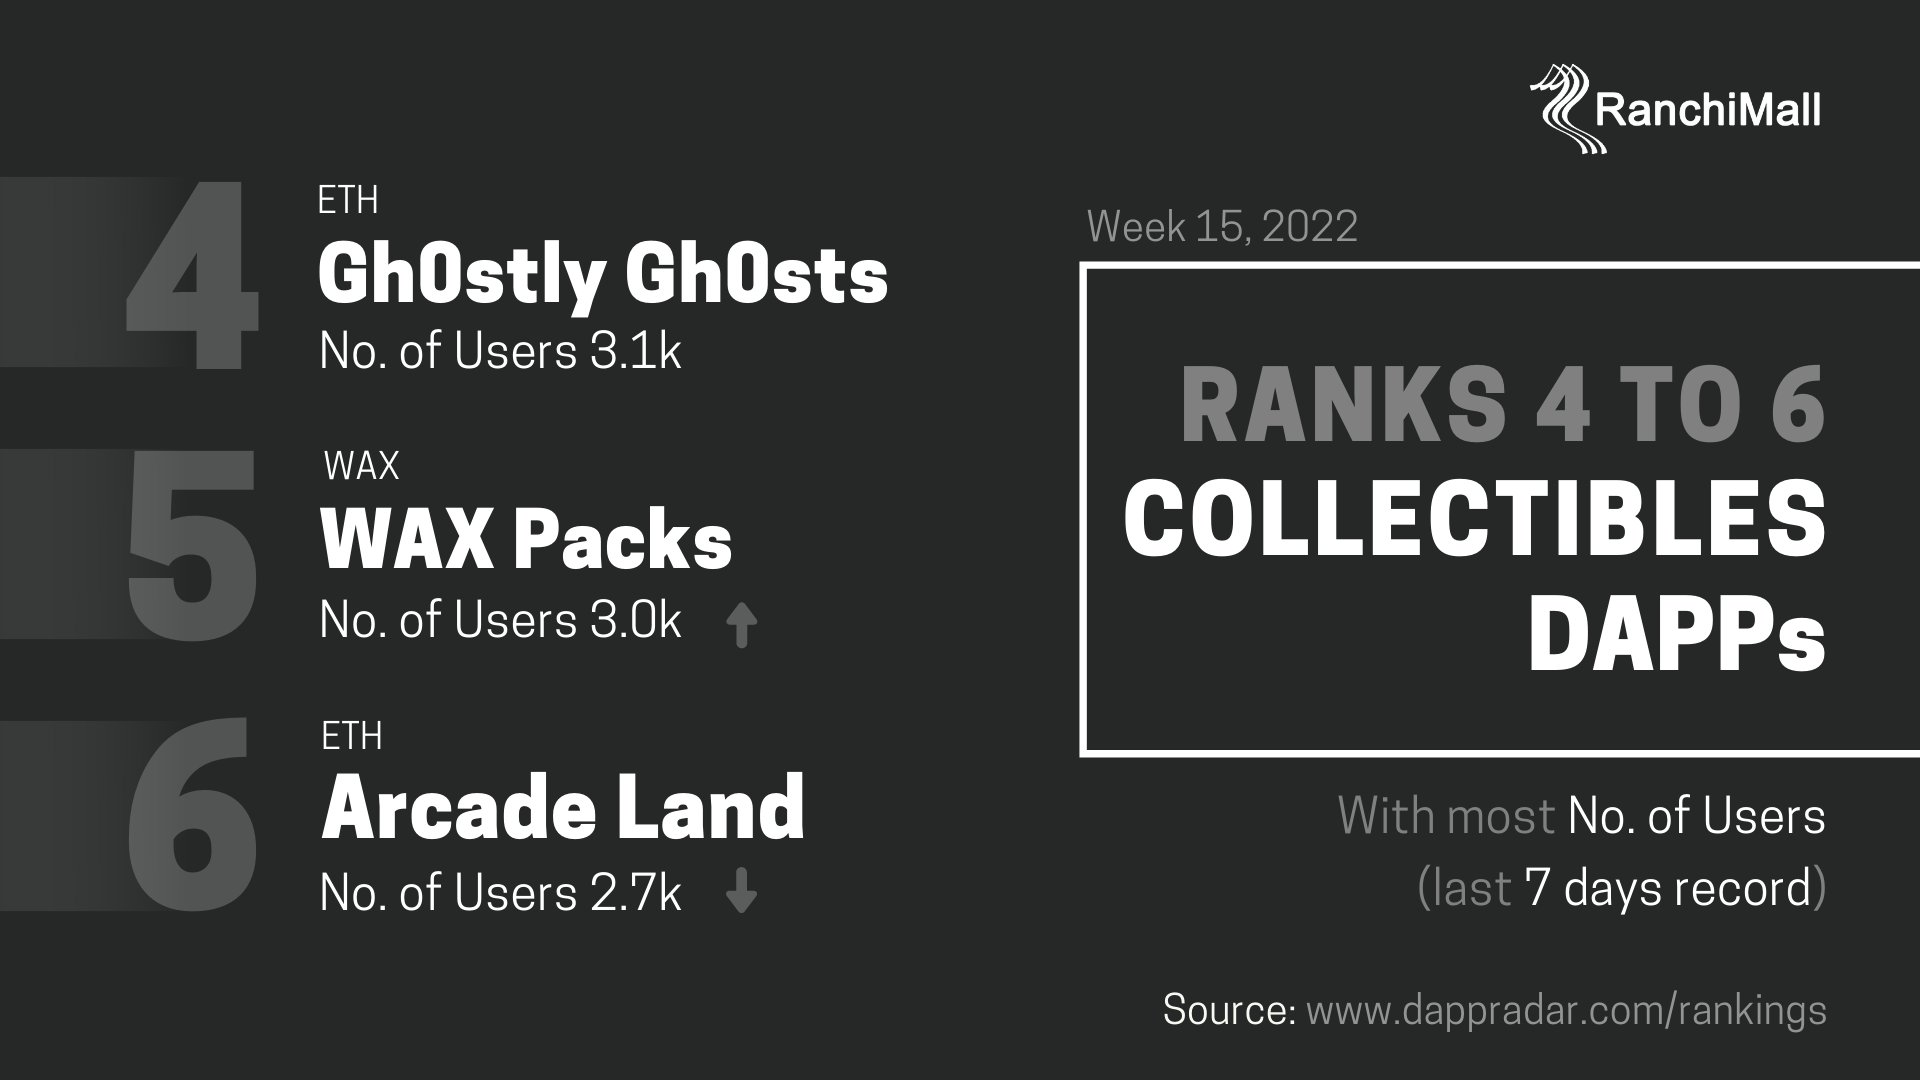 RanchiMall
4
ETH
Gh0stly Gh0sts
No. of Users 3.1k
5
WAX
WAX Packs
No. of Users 3.0k
6
ETH
Arcade Land
No. of Users 2.7k
Week 15, 2022
RANKS 4 TO 6
COLLECTIBLES
DAPPs
With most No. of Users
(last 7 days record)
Source: www.dappradar.com/rankings